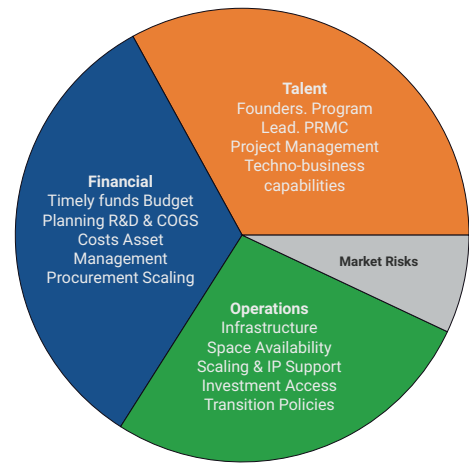 Talent
Founders. Program
Lead. PRMC
Project Management
Techno-business
capabilities
Financial
Timely funds Budget
Planning R&D & COGS
Costs Asset
Management
Procurement Scaling
Market Risks
Operations
Infrastructure
Space Availability
Scaling & IP Support
Investment Access
Transition Policies